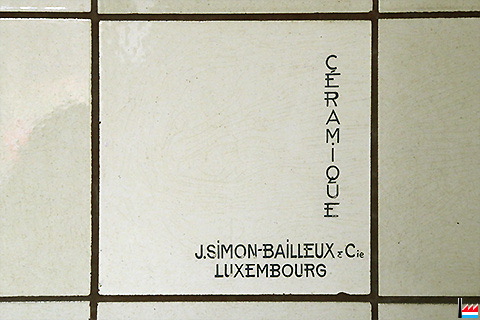 CÉRAMIQUE
J.SIMON-BAILLEUX & Cie
LUXEMBOURG